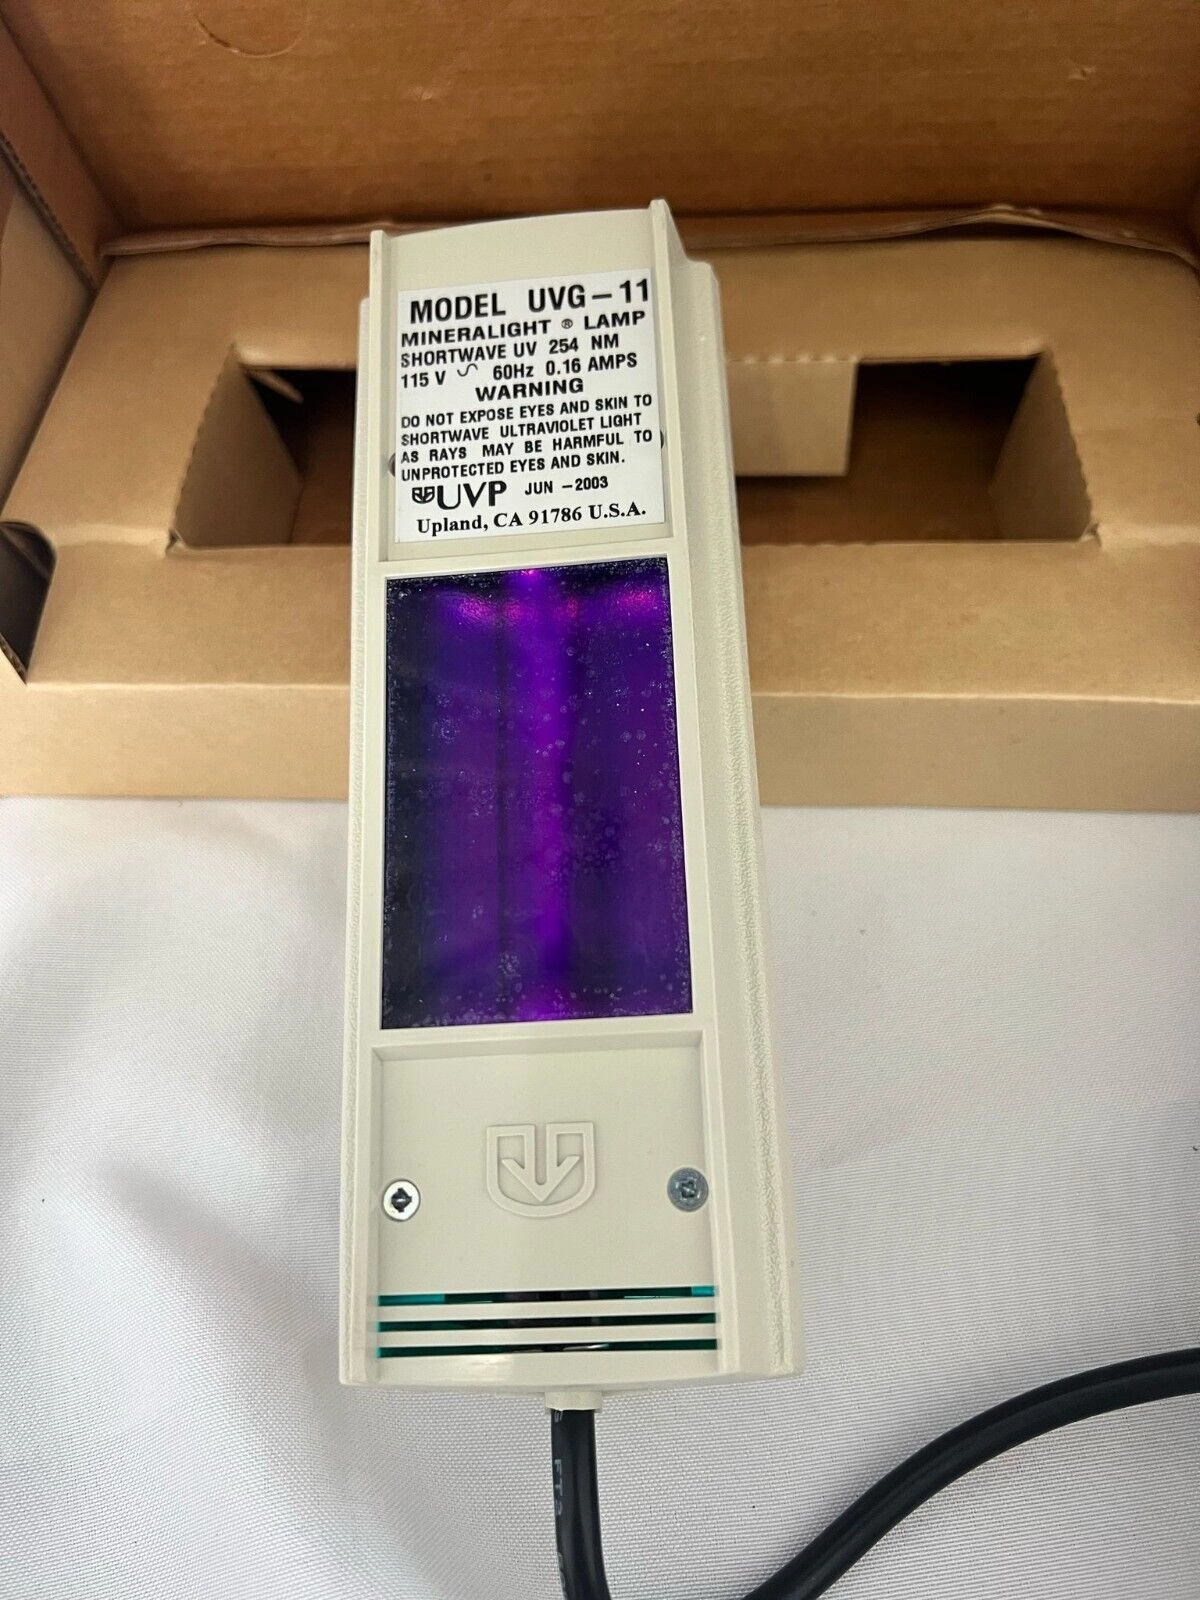 MODEL UVG-11
MINERALIGHT ® LAMP
SHORTWAVE UV 254 NM
115 V ∿ 60Hz 0.16 AMPS
WARNING
DO NOT EXPOSE EYES AND SKIN TO
SHORTWAVE ULTRAVIOLET LIGHT
AS RAYS MAY BE HARMFUL TO
UNPROTECTED EYES AND SKIN.
UVP JUN-2003
Upland, CA 91786 U.S.A.